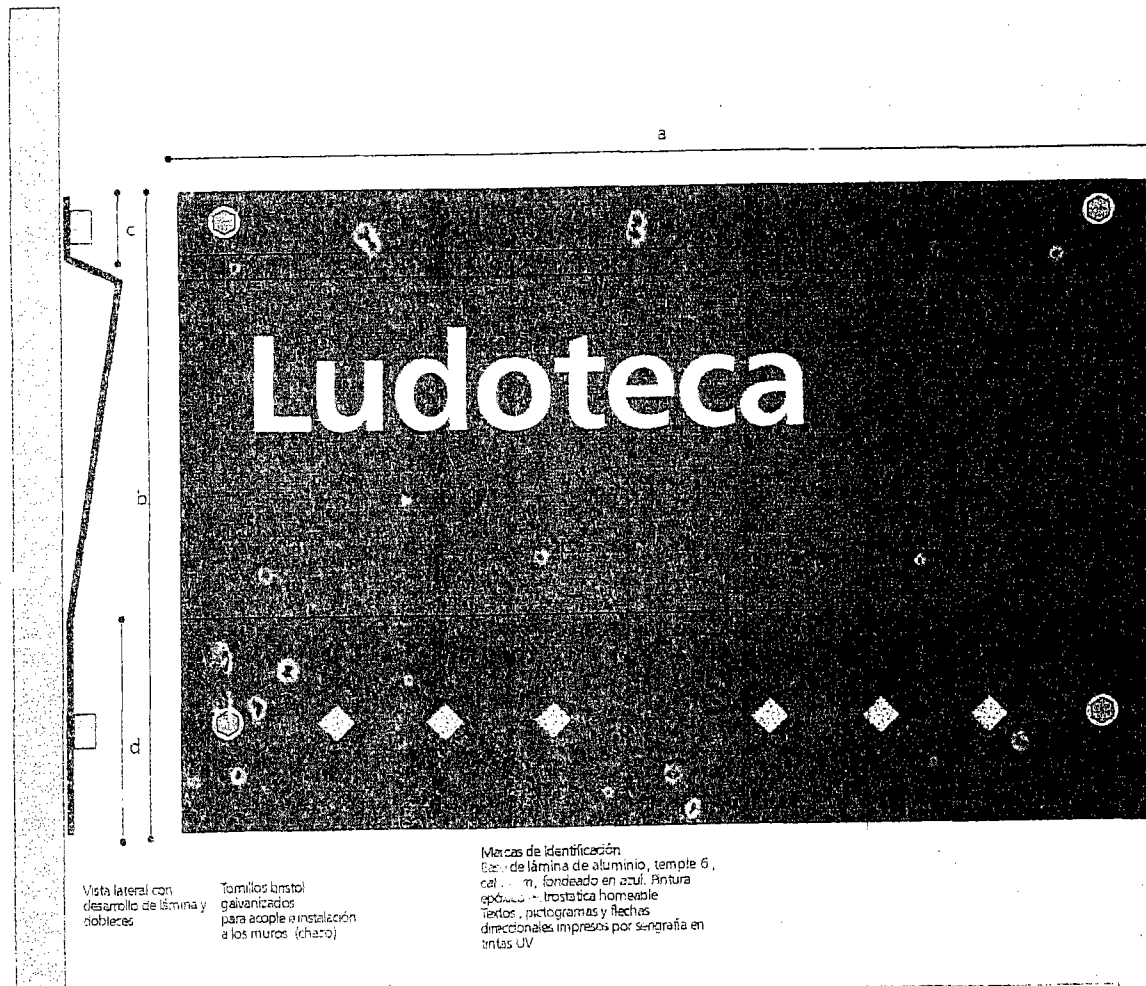 a
c
Ludoteca
b
d
Vista lateral con
desarrollo de lámina y
dobleces
Tornillos bristol
galvanizados
para acople e instalación
a los muros (chazo)
Marcas de identificación
de lámina de aluminio, temple 6,
fondeado en azul. Pintura
horneable
Textos, pictogramas y flechas
direccionales impresos por serigrafía en
tintas UV